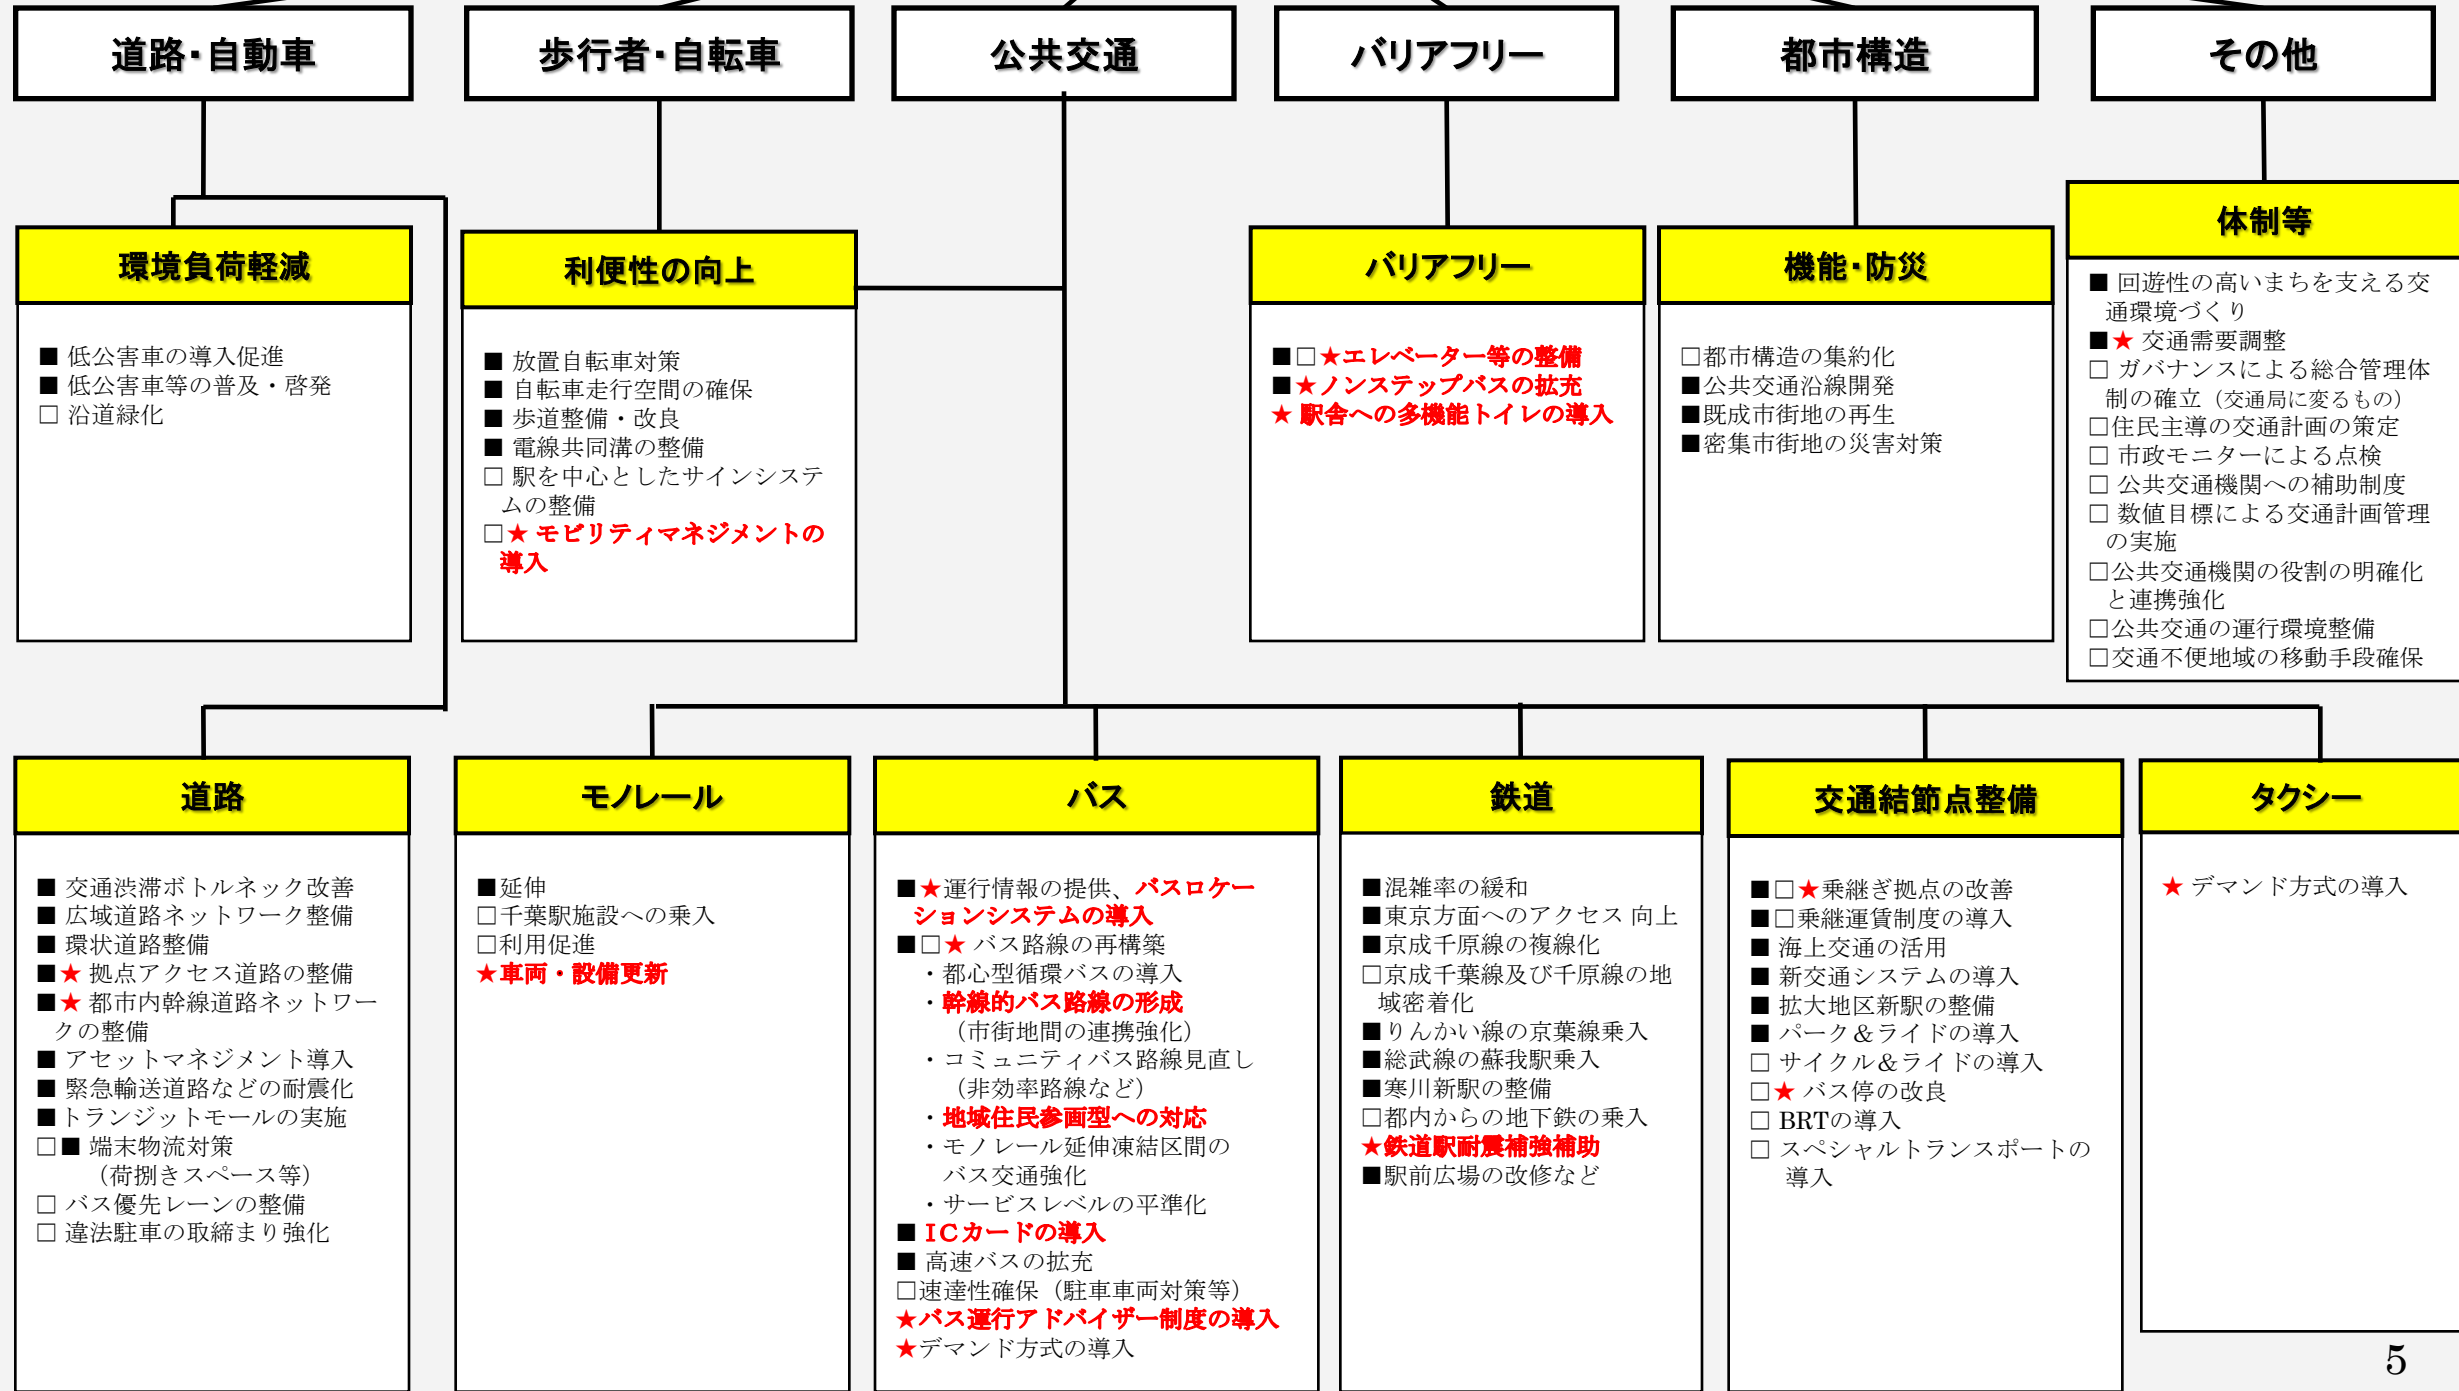 道路・自動車
歩行者・自転車
公共交通
バリアフリー
都市構造
その他
環境負荷軽減
■ 低公害車の導入促進
■ 低公害車等の普及・啓発
□ 沿道緑化
利便性の向上
■ 放置自転車対策
■ 自転車走行空間の確保
■ 歩道整備・改良
■ 電線共同溝の整備
□ 駅を中心としたサインシステ
ムの整備
□★ モビリティマネジメントの
導入
バリアフリー
■□★エレベーター等の整備
■★ノンステップバスの拡充
★ 駅舎への多機能トイレの導入
機能・防災
□都市構造の集約化
■公共交通沿線開発
■既成市街地の再生
■密集市街地の災害対策
体制等
■ 回遊性の高いまちを支える交
通環境づくり
■★ 交通需要調整
□ ガバナンスによる総合管理体
制の確立（交通局に変るもの）
□住民主導の交通計画の策定
□ 市政モニターによる点検
□ 公共交通機関への補助制度
□ 数値目標による交通計画管理
の実施
□公共交通機関の役割の明確化
と連携強化
□公共交通の運行環境整備
□交通不便地域の移動手段確保
道路
■ 交通渋滞ボトルネック改善
■ 広域道路ネットワーク整備
■ 環状道路整備
■★ 拠点アクセス道路の整備
■★ 都市内幹線道路ネットワー
クの整備
■ アセットマネジメント導入
■ 緊急輸送道路などの耐震化
■トランジットモールの実施
□■ 端末物流対策
（荷捌きスペース等）
□ バス優先レーンの整備
□ 違法駐車の取締まり強化
モノレール
■延伸
□千葉駅施設への乗入
□利用促進
★車両・設備更新
バス
■★運行情報の提供、バスロケー
ションシステムの導入
■□★ バス路線の再構築
・都心型循環バスの導入
・幹線的バス路線の形成
（市街地間の連携強化）
・コミュニティバス路線見直し
（非効率路線など）
・地域住民参画型への対応
・モノレール延伸凍結区間の
バス交通強化
・サービスレベルの平準化
■ ＩＣカードの導入
■ 高速バスの拡充
□速達性確保（駐車車両対策等）
★バス運行アドバイザー制度の導入
★デマンド方式の導入
鉄道
■混雑率の緩和
■東京方面へのアクセス 向上
■京成千原線の複線化
□京成千葉線及び千原線の地
域密着化
■りんかい線の京葉線乗入
■総武線の蘇我駅乗入
■寒川新駅の整備
□都内からの地下鉄の乗入
★鉄道駅耐震補強補助
■駅前広場の改修など
交通結節点整備
■□★乗継ぎ拠点の改善
■□乗継運賃制度の導入
■ 海上交通の活用
■ 新交通システムの導入
■ 拡大地区新駅の整備
■ パーク＆ライドの導入
□ サイクル＆ライドの導入
□★ バス停の改良
□ BRTの導入
□ スペシャルトランスポートの
導入
タクシー
★ デマンド方式の導入
5